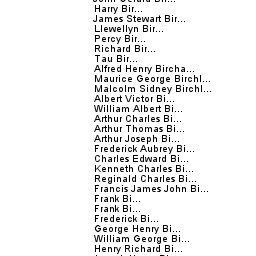 Harry Bir...
James Stewart Bir...
Llewellyn Bir...
Percy Bir...
Richard Bir...
Tau Bir...
Alfred Henry Bircha...
Maurice George Birchl...
Malcolm Sidney Birchl...
Albert Victor Bi...
William Albert Bi...
Arthur Charles Bi...
Arthur Thomas Bi...
Arthur Joseph Bi...
Frederick Aubrey Bi...
Charles Edward Bi...
Kenneth Charles Bi...
Reginald Charles Bi...
Francis James John Bi...
Frank Bi...
Frank Bi...
Frederick Bi...
George Henry Bi...
William George Bi...
Henry Richard Bi...